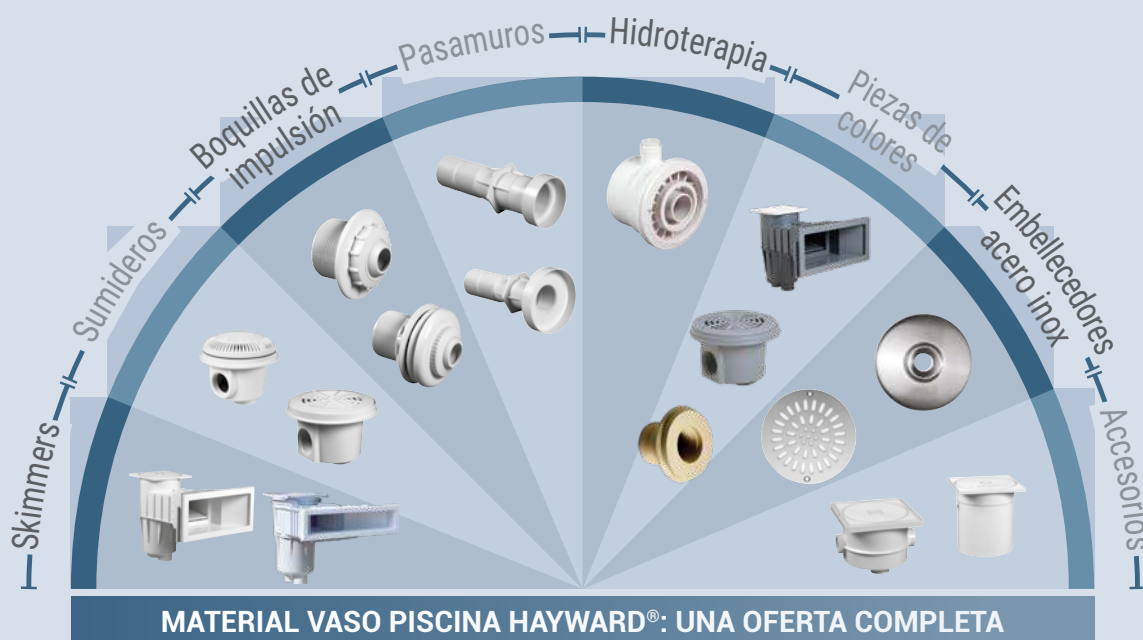 Skimmers
Sumideros
Boquillas de
impulsión
Pasamuros
Hidroterapia
Piezas de
colores
Embellecedores
acero inox
Accesorios
MATERIAL VASO PISCINA HAYWARD®: UNA OFERTA COMPLETA